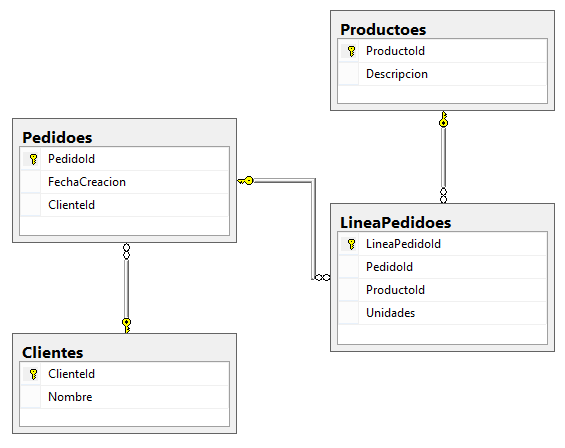 Productoes
ProductoId
Descripcion
Pedidoes
PedidoId
FechaCreacion
ClienteId
LineaPedidoes
LineaPedidoId
PedidoId
ProductoId
Unidades
Clientes
ClienteId
Nombre